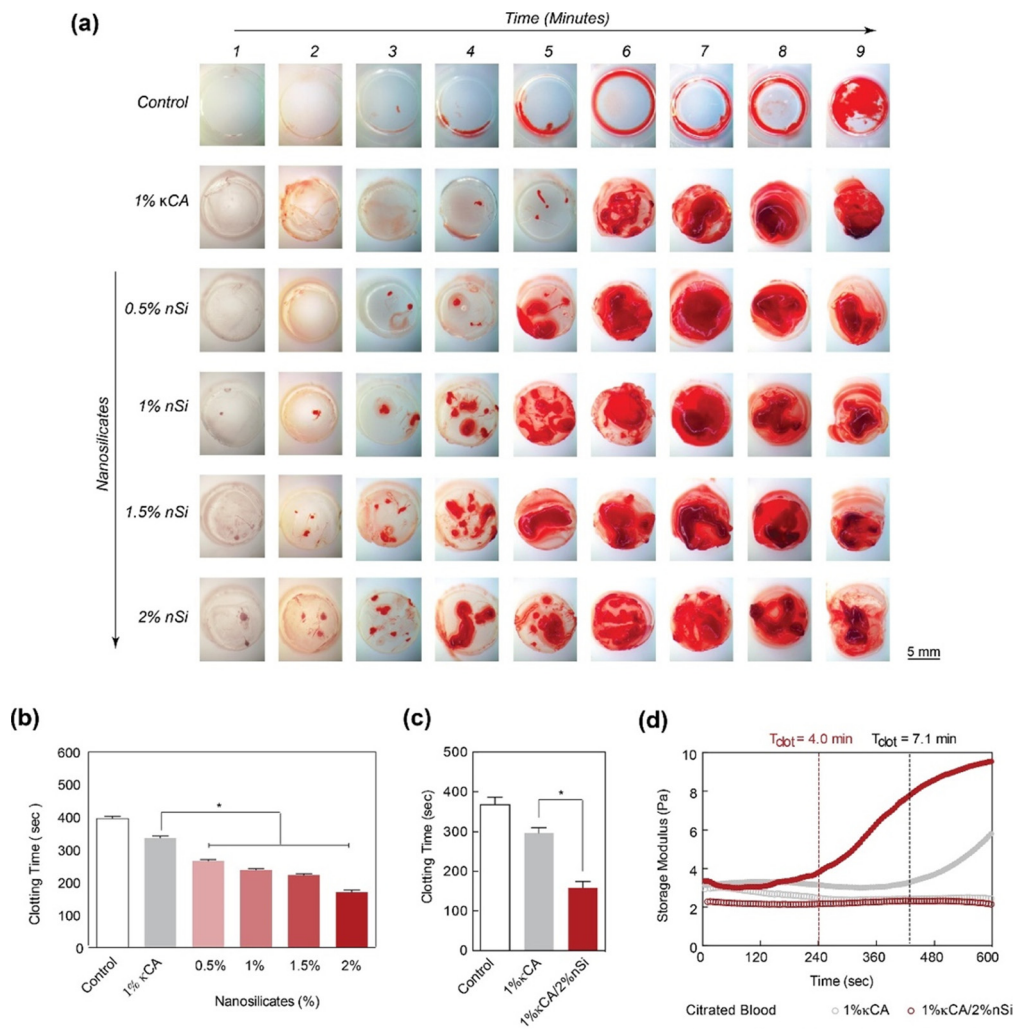 (a)
Time (Minutes)
1 2 3 4 5 6 7 8 9
Control
1% κCA
Nanosilicates
0.5% nSi
1% nSi
1.5% nSi
2% nSi
5 mm
(b)
600
500
400
300
200
100
0
Clotting Time ( sec )
*
Control
1% κCA
0.5% 1% 1.5% 2%
Nanosilicates (%)
(c)
500
400
300
200
100
0
Clotting Time (sec)
*
Control
1%κCA
1%κCA/2%nSi
(d)
Tclot = 4.0 min Tclot = 7.1 min
10
8
6
4
2
0
Storage Modulus (Pa)
0 120 240 360 480 600
Time (sec)
Citrated Blood 1%κCA 1%κCA/2%nSi